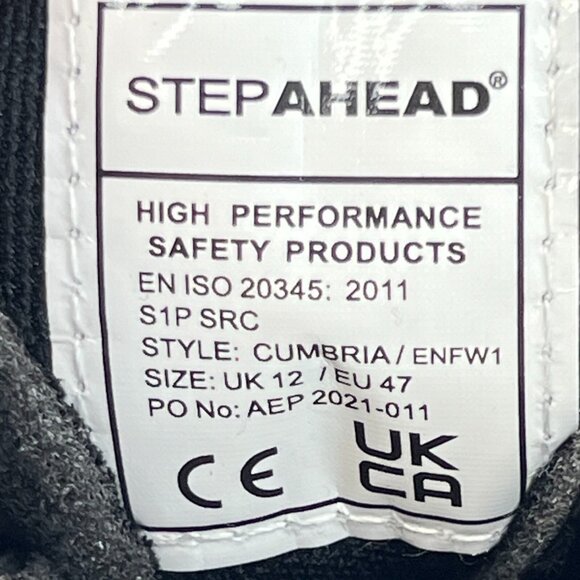 STEPAHEAD®
HIGH PERFORMANCE
SAFETY PRODUCTS
EN ISO 20345: 2011
S1P SRC
STYLE: CUMBRIA / ENFW1
SIZE: UK 12 / EU 47
PO No: AEP 2021-011
CE
UK
CA